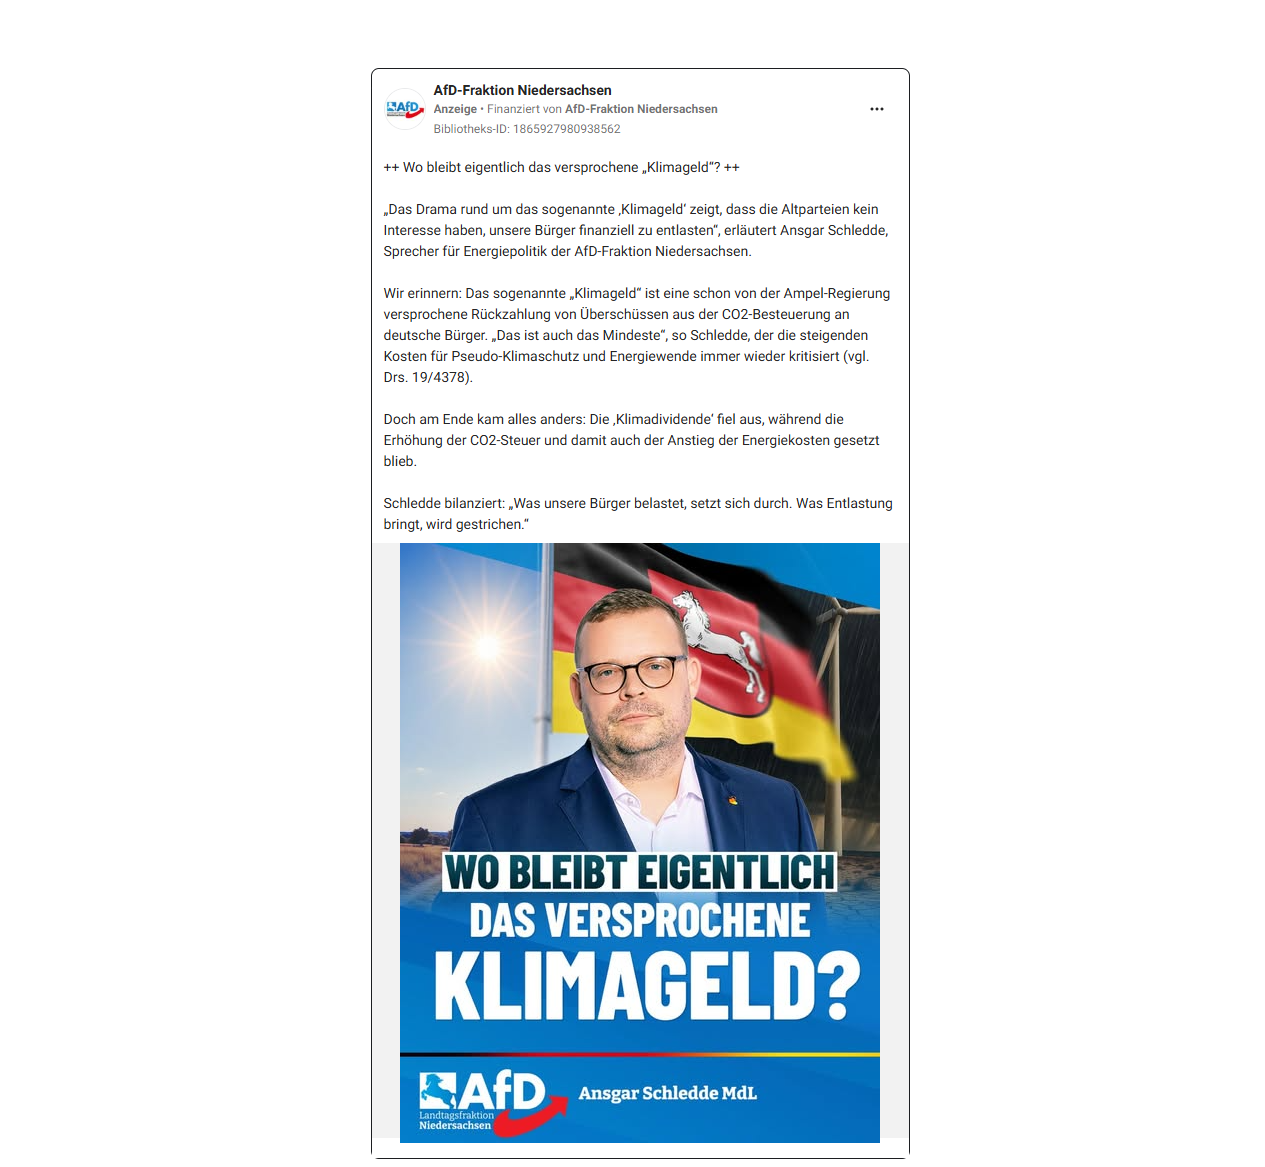 AfD
AfD-Fraktion Niedersachsen
Anzeige • Finanziert von AfD-Fraktion Niedersachsen
Bibliotheks-ID: 1865927980938562
++ Wo bleibt eigentlich das versprochene „Klimageld“? ++
„Das Drama rund um das sogenannte ‚Klimageld‘ zeigt, dass die Altparteien kein
Interesse haben, unsere Bürger finanziell zu entlasten“, erläutert Ansgar Schledde,
Sprecher für Energiepolitik der AfD-Fraktion Niedersachsen.
Wir erinnern: Das sogenannte „Klimageld“ ist eine schon von der Ampel-Regierung
versprochene Rückzahlung von Überschüssen aus der CO2-Besteuerung an
deutsche Bürger. „Das ist auch das Mindeste“, so Schledde, der die steigenden
Kosten für Pseudo-Klimaschutz und Energiewende immer wieder kritisiert (vgl.
Drs. 19/4378).
Doch am Ende kam alles anders: Die ‚Klimadividende‘ fiel aus, während die
Erhöhung der CO2-Steuer und damit auch der Anstieg der Energiekosten gesetzt
blieb.
Schledde bilanziert: „Was unsere Bürger belastet, setzt sich durch. Was Entlastung
bringt, wird gestrichen.“
WO BLEIBT EIGENTLICH
DAS VERSPROCHENE
KLIMAGELD?
AfD
Landtagsfraktion
Niedersachsen
Ansgar Schledde MdL